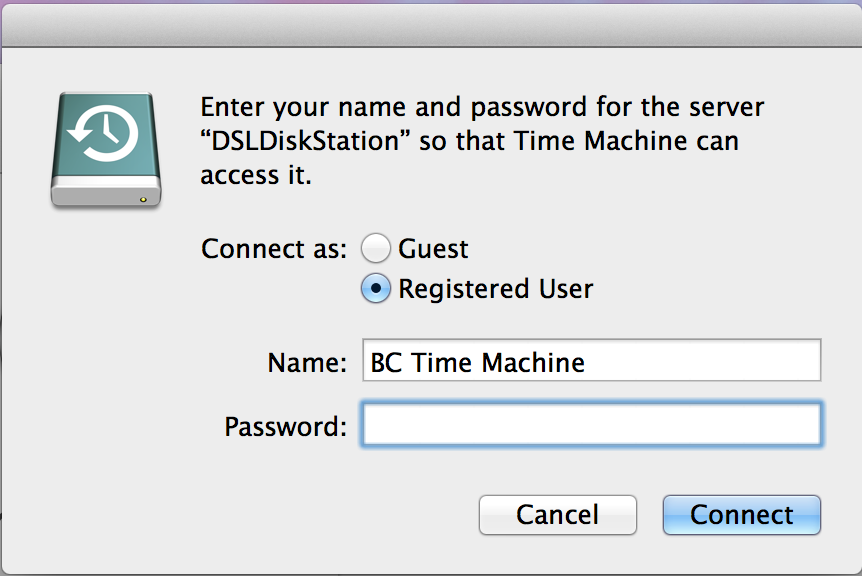 Enter your name and password for the server
“DSLDiskStation” so that Time Machine can
access it.
Connect as: Guest
Registered User
Name: BC Time Machine
Password:
Cancel Connect